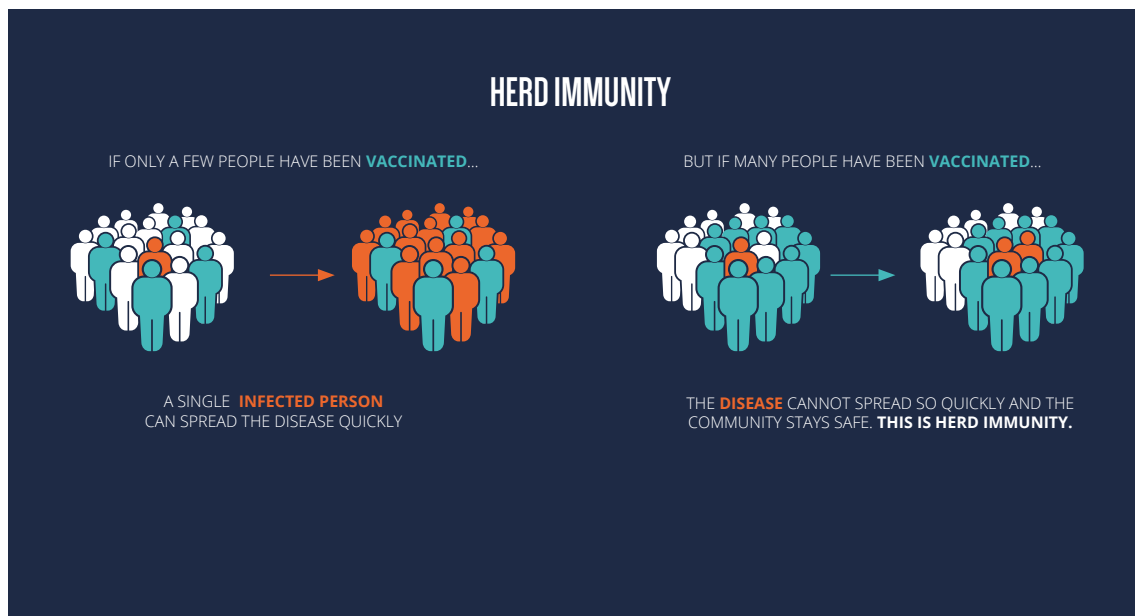 HERD IMMUNITY
IF ONLY A FEW PEOPLE HAVE BEEN VACCINATED...
A SINGLE INFECTED PERSON
CAN SPREAD THE DISEASE QUICKLY
BUT IF MANY PEOPLE HAVE BEEN VACCINATED...
THE DISEASE CANNOT SPREAD SO QUICKLY AND THE
COMMUNITY STAYS SAFE. THIS IS HERD IMMUNITY.